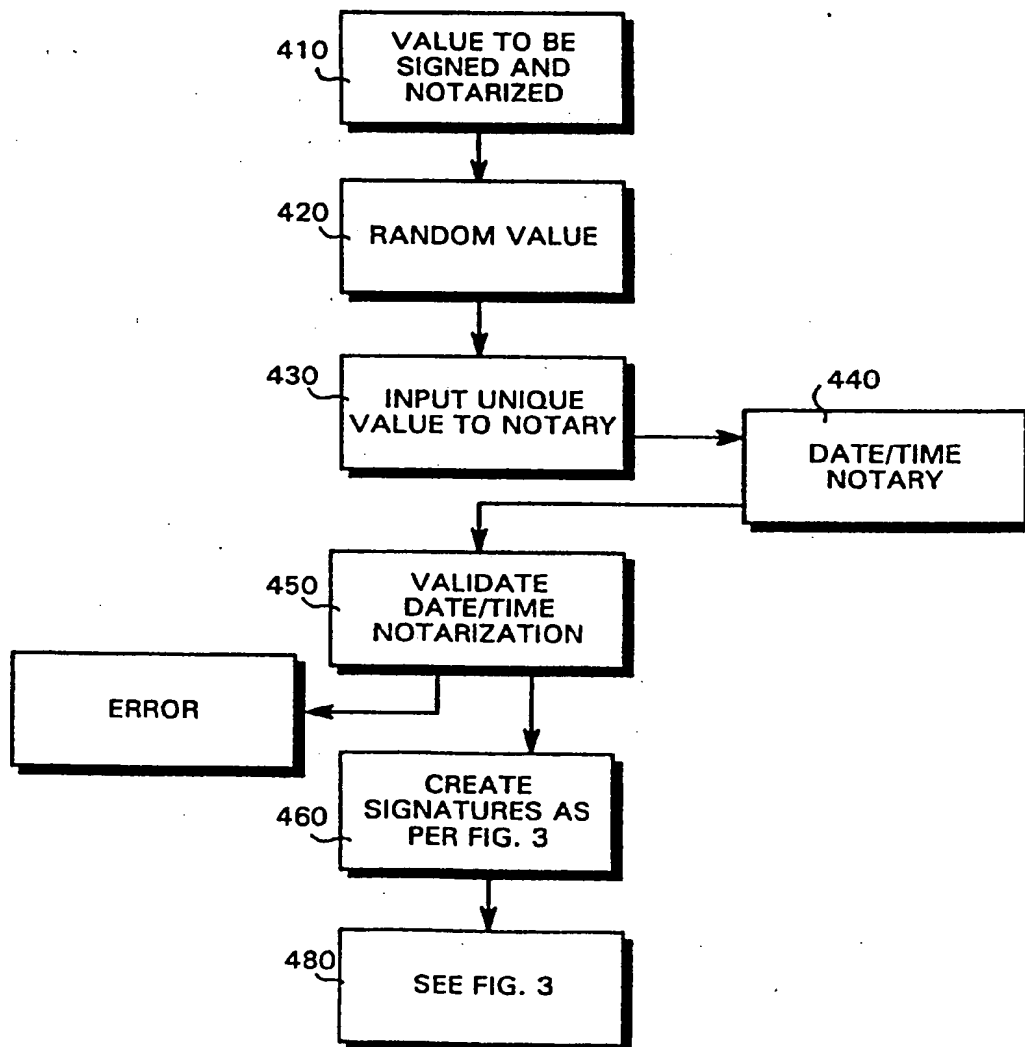 410
VALUE TO BE
SIGNED AND
NOTARIZED
420
RANDOM VALUE
430
INPUT UNIQUE
VALUE TO NOTARY
440
DATE/TIME
NOTARY
450
VALIDATE
DATE/TIME
NOTARIZATION
ERROR
460
CREATE
SIGNATURES AS
PER FIG. 3
480
SEE FIG. 3